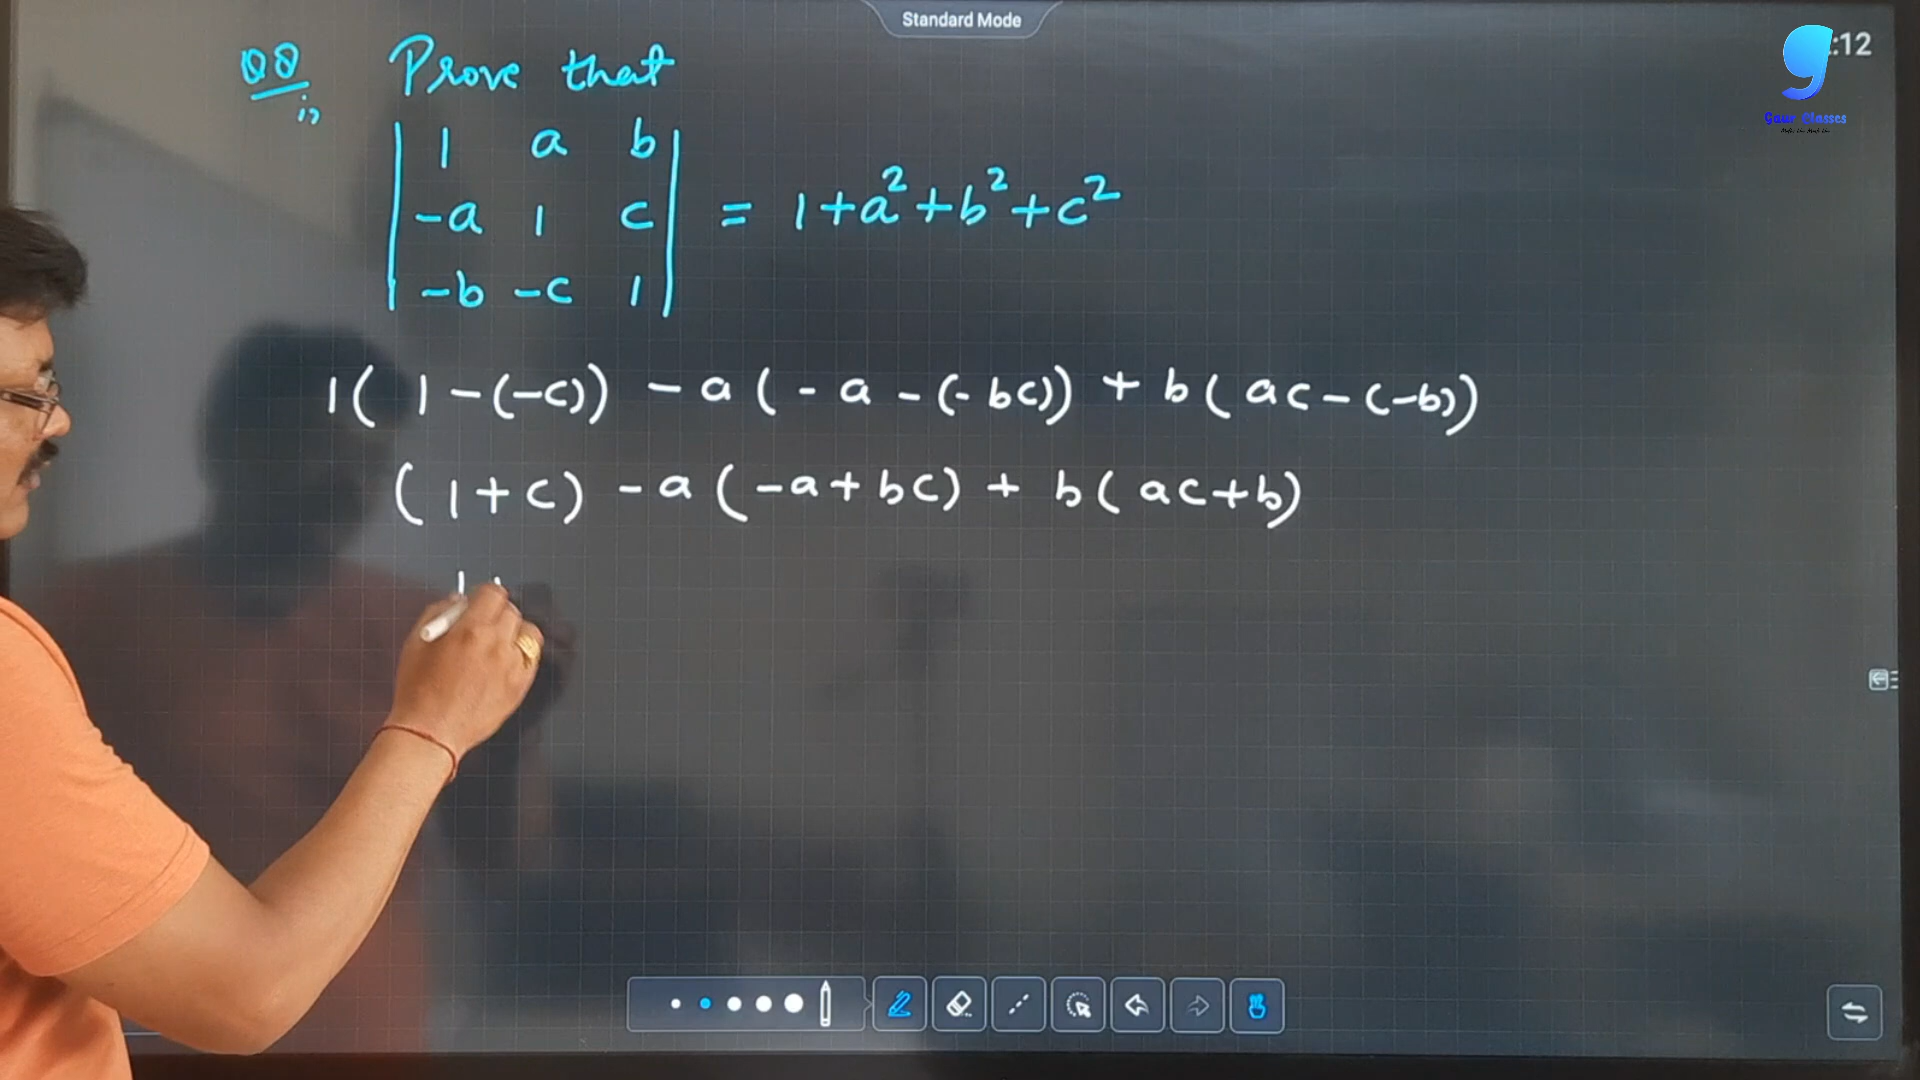 Standard Mode
:12
Gaur Classes
Q8 Prove that
i)
| 1 a b |
| -a 1 c | = 1+a²+b²+c²
| -b -c 1 |
1( 1-(-c)) - a( -a -(-bc)) + b( ac-(-b))
( 1+c) - a(-a+bc) + b( ac+b)
1